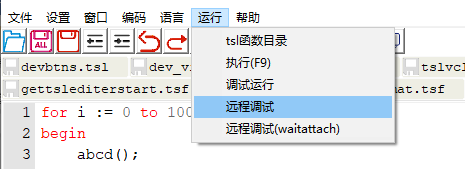 文件 设置 窗口 编码 语言 运行 帮助
ALL
tsl函数目录
执行(F9)
调试运行
远程调试
远程调试(waitattach)
devbtns.tsl dev_v tslvcl
gettslediterstart.tsf mat.tsf
1 for i := 0 to 100
2 begin
3 abcd();